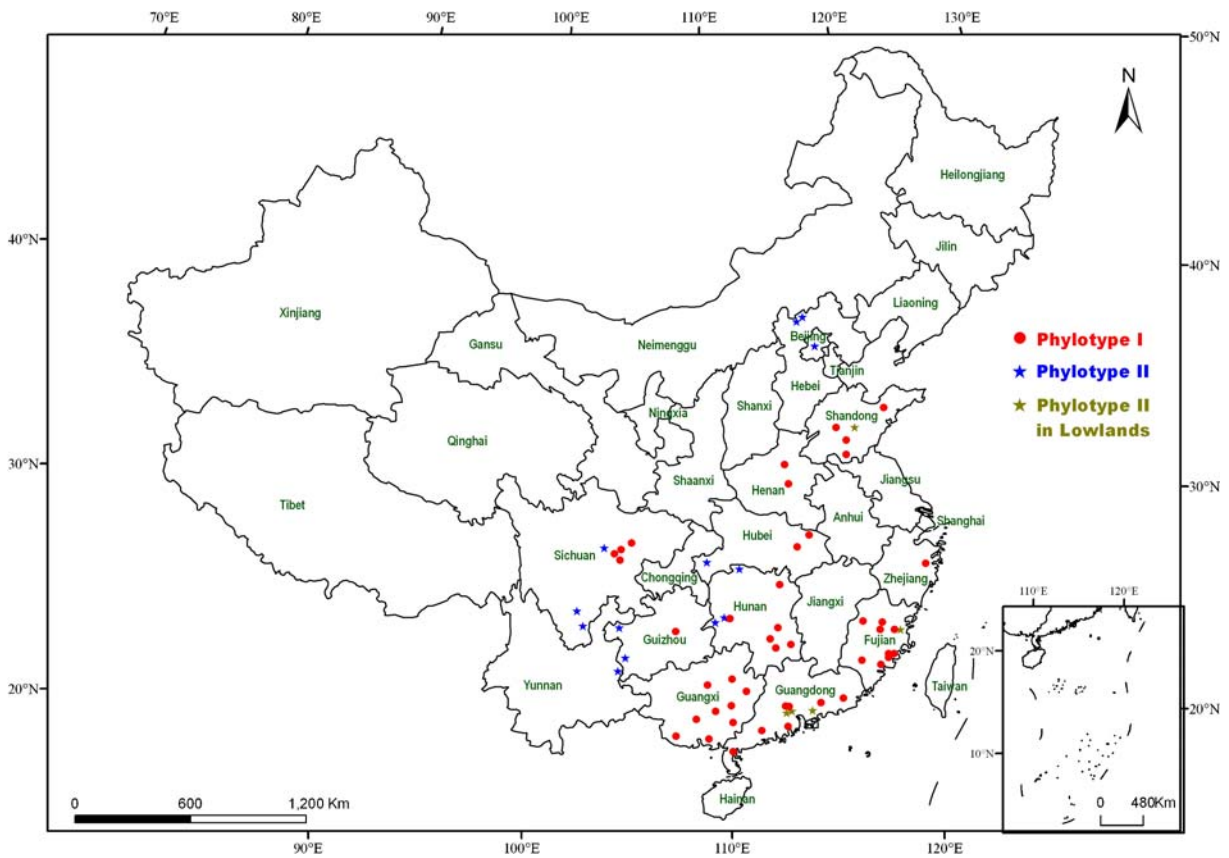 70°E 80°E 90°E 100°E 110°E 120°E 130°E
50°N
N
Heilongjiang
40°N
Jilin
40°N
Liaoning
Xinjiang
Beijing
Phylotype I
Gansu
Neimenggu
Tianjin
Phylotype II
Hebei
Shanxi
Phylotype II
in Lowlands
Ningxia
Shandong
Qinghai
30°N
Shaanxi
Henan
Jiangsu
30°N
Tibet
Anhui
Shanghai
Hubei
Sichuan
Chongqing
Zhejiang
Hunan
Jiangxi
110°E 120°E
Guizhou
Fujian
20°N
Yunnan
Guangxi
Guangdong
Taiwan
20°N
20°N
10°N
Hainan
0 600 1,200 Km
0 480Km
90°E 100°E 110°E 120°E